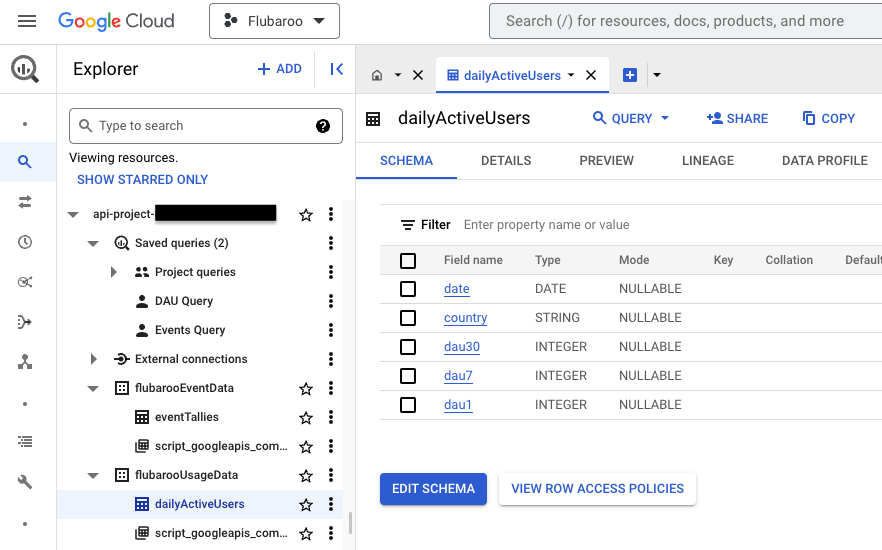 Google Cloud
Flubaroo
Search (/) for resources, docs, products, and more
Explorer
+ ADD
Type to search
Viewing resources.
SHOW STARRED ONLY
api-project-
Saved queries (2)
Project queries
DAU Query
Events Query
External connections
flubarooEventData
eventTallies
script_googleapis_com...
flubarooUsageData
dailyActiveUsers
script_googleapis_com...
dailyActiveUsers
dailyActiveUsers
QUERY
SHARE
COPY
SCHEMA DETAILS PREVIEW LINEAGE DATA PROFILE
Filter Enter property name or value
Field name Type Mode Key Collation Default
date DATE NULLABLE
country STRING NULLABLE
dau30 INTEGER NULLABLE
dau7 INTEGER NULLABLE
dau1 INTEGER NULLABLE
EDIT SCHEMA VIEW ROW ACCESS POLICIES